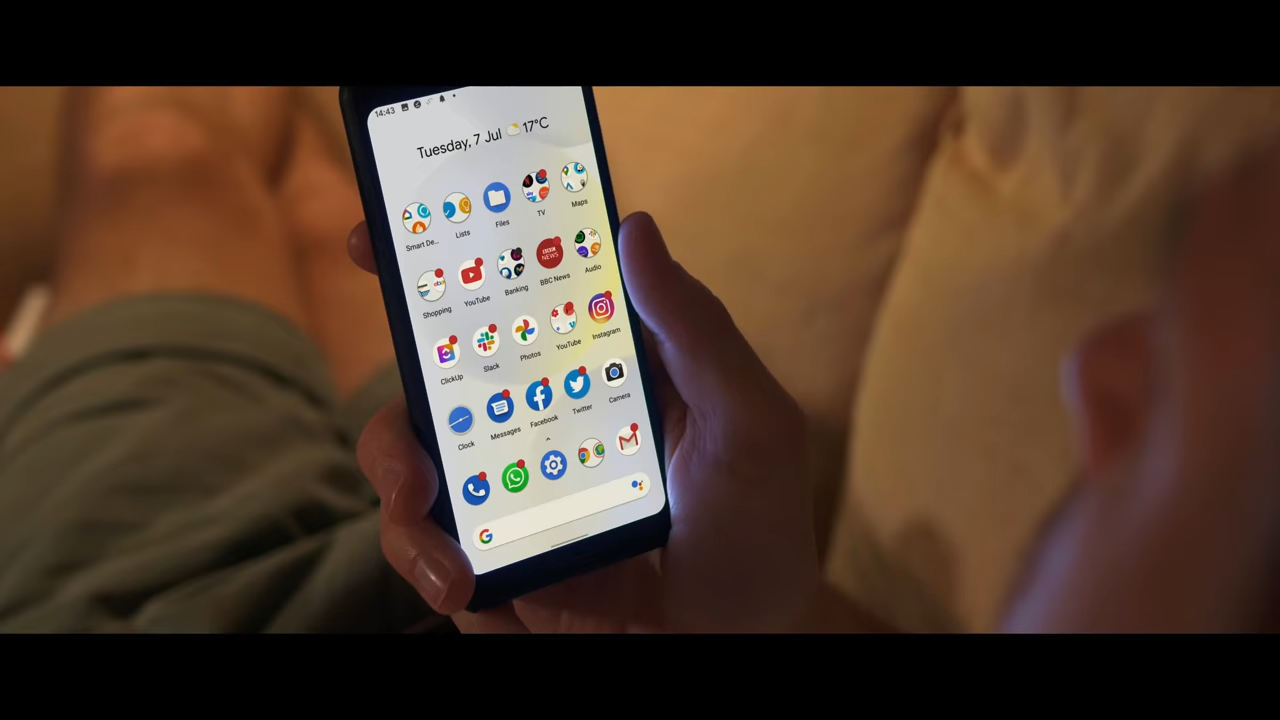 14:43
Tuesday, 7 Jul 17°C
Smart De... Lists Files TV Maps
Shopping YouTube Banking BBC News Audio
ClickUp Slack Photos YouTube Instagram
Clock Messages Facebook Twitter Camera